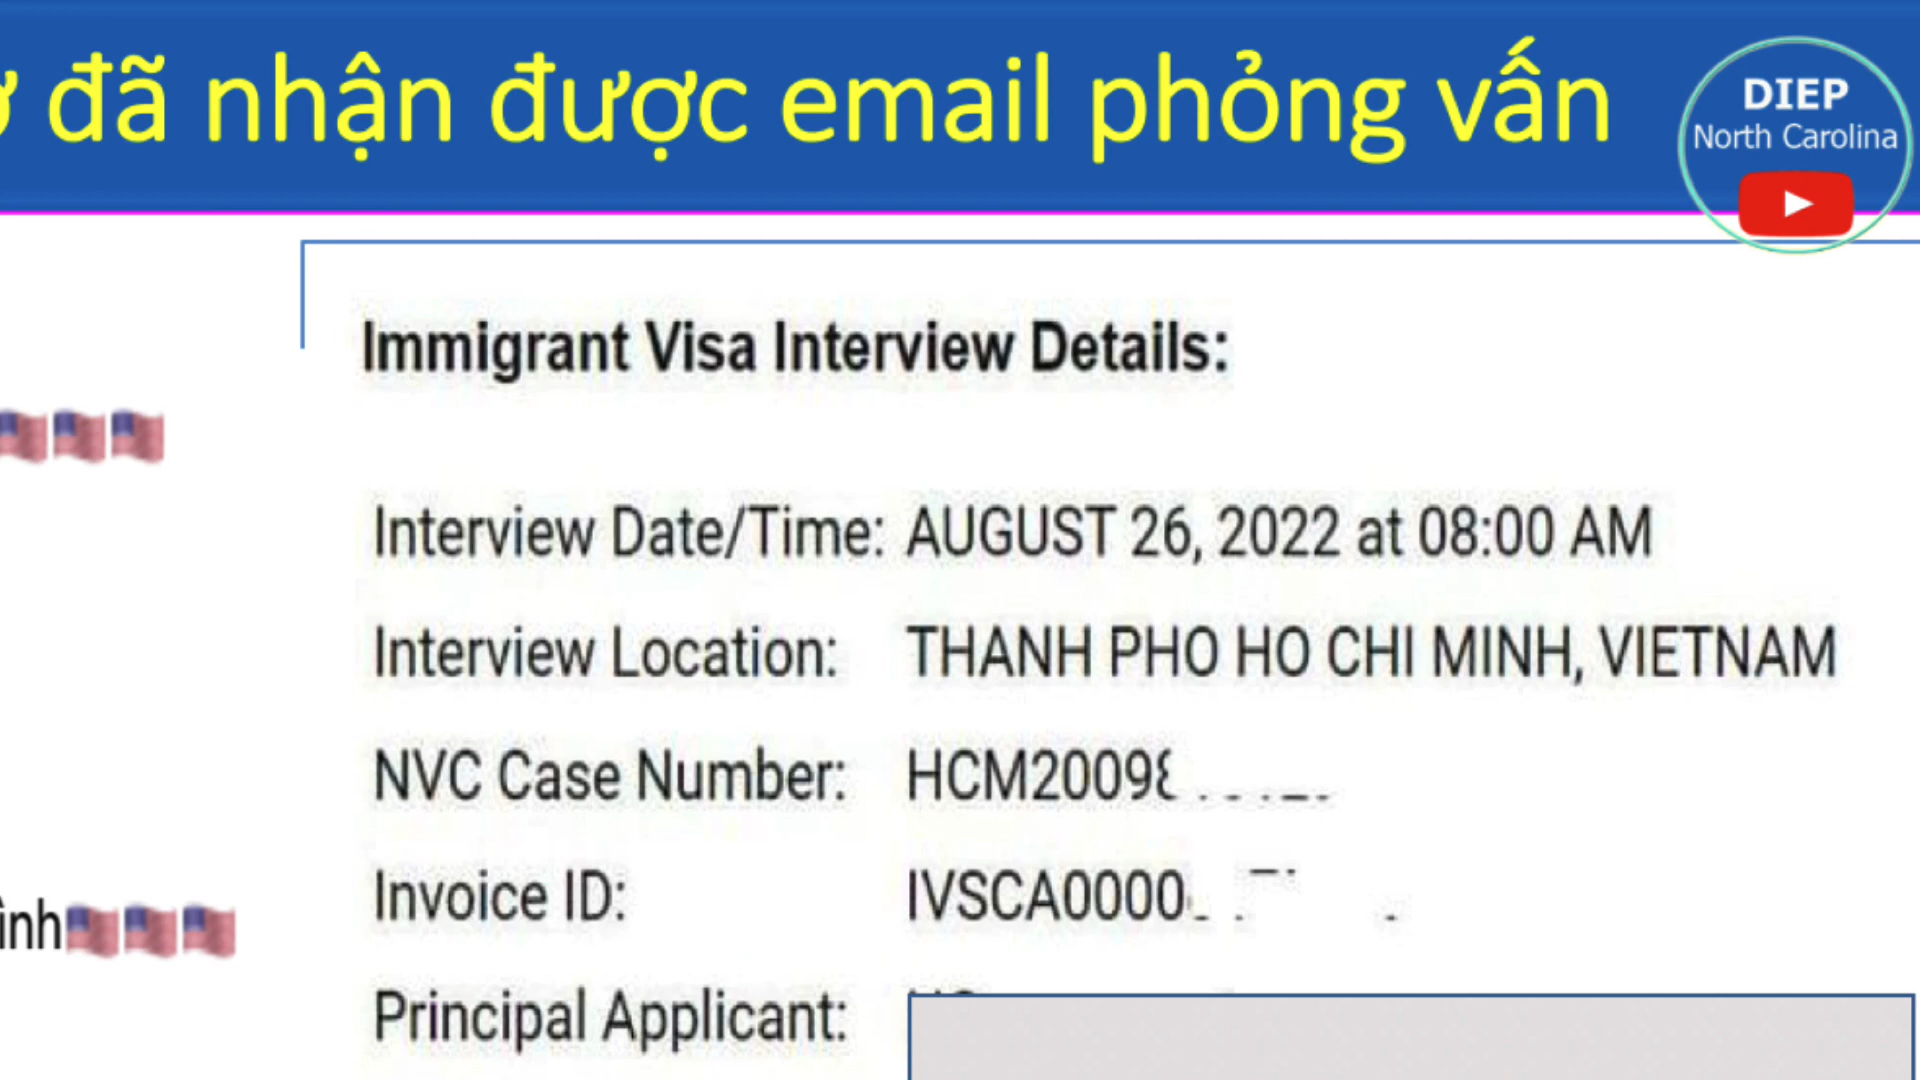 đã nhận được email phỏng vấn
DIEP
North Carolina
Immigrant Visa Interview Details:
Interview Date/Time: AUGUST 26, 2022 at 08:00 AM
Interview Location: THANH PHO HO CHI MINH, VIETNAM
NVC Case Number: HCM2009
Invoice ID: IVSCA0000
ình
Principal Applicant: